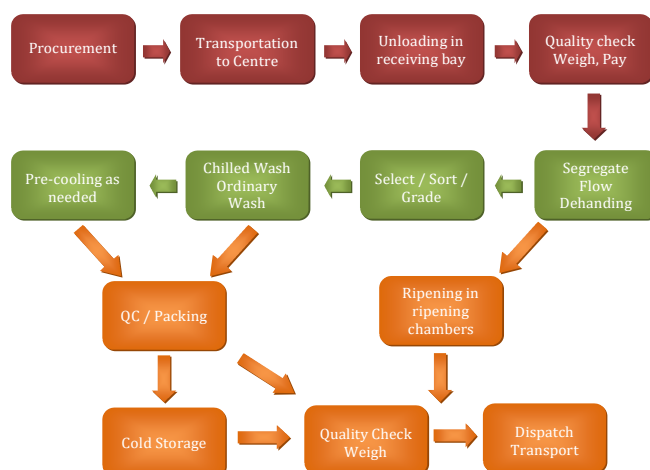 Procurement
Transportation
to Centre
Unloading in
receiving bay
Quality check
Weigh, Pay
Pre-cooling as
needed
Chilled Wash
Ordinary
Wash
Select / Sort /
Grade
Segregate
Flow
Dehanding
QC / Packing
Ripening in
ripening
chambers
Cold Storage
Quality Check
Weigh
Dispatch
Transport